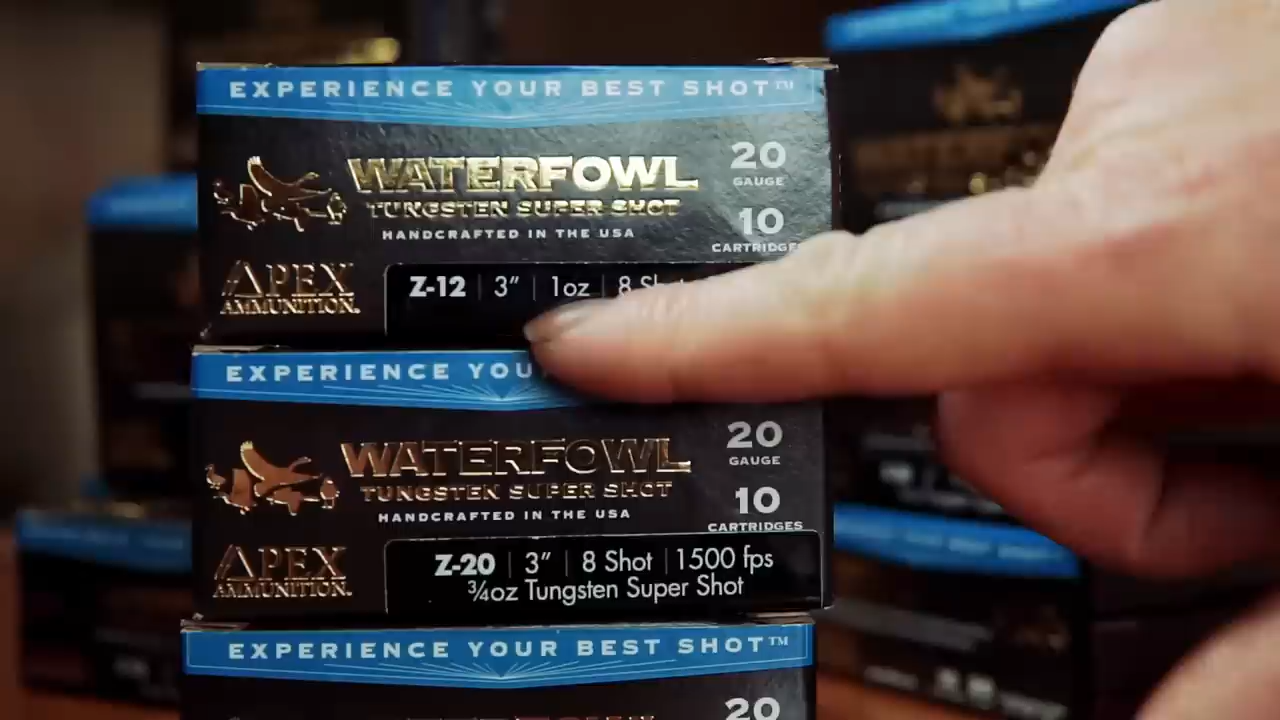 EXPERIENCE YOUR BEST SHOT™
WATERFOWL
TUNGSTEN SUPER SHOT
HANDCRAFTED IN THE USA
20
GAUGE
10
CARTRIDGES
APEX
AMMUNITION.
Z-12 | 3” | 1oz | 8 Shot
EXPERIENCE YOU
WATERFOWL
TUNGSTEN SUPER SHOT
HANDCRAFTED IN THE USA
20
GAUGE
10
CARTRIDGES
APEX
AMMUNITION.
Z-20 | 3” | 8 Shot | 1500 fps
¾oz Tungsten Super Shot
EXPERIENCE YOUR BEST SHOT™
20